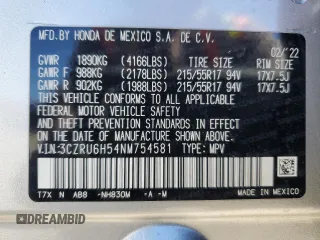 MFD.BY HONDA DE MEXICO S.A. DE C.V.
02/'22
GVWR 1890KG (4166LBS) TIRE SIZE RIM SIZE
GAWR F 988KG (2178LBS) 215/55R17 94V 17X7.5J
GAWR R 902KG (1988LBS) 215/55R17 94V 17X7.5J
THIS VEHICLE CONFORMS TO ALL APPLICABLE
FEDERAL MOTOR VEHICLE SAFETY AND
THEFT PREVENTION STANDARDS IN EFFECT ON
THE DATE OF MANUFACTURE SHOWN ABOVE.
V.I.N:3CZRU6H54NM754581 TYPE: MPV
T7X N ABB -NH830M -A -M
MADE IN MEXICO
© AUTOBIDMASTER
AUTOBIDMASTER